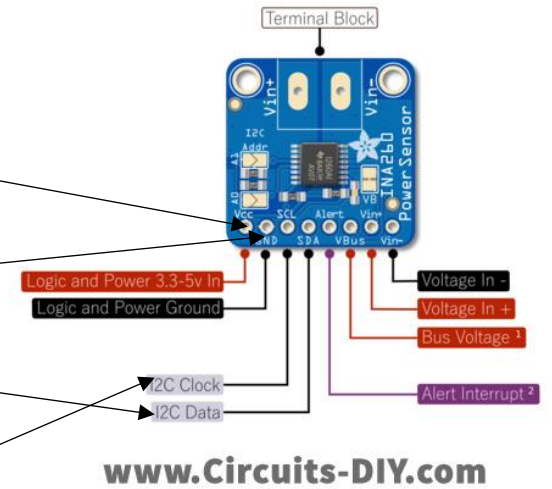 Terminal Block
Vin+
Vin-
I2C
Addr
A1
A0
INA260
Power Sensor
VB
Vcc SCL Alert Vin+
GND SDA VBus Vin-
Logic and Power 3.3-5v In
Voltage In -
Logic and Power Ground
Voltage In +
Bus Voltage ¹
I2C Clock
Alert Interrupt ²
I2C Data
www.Circuits-DIY.com